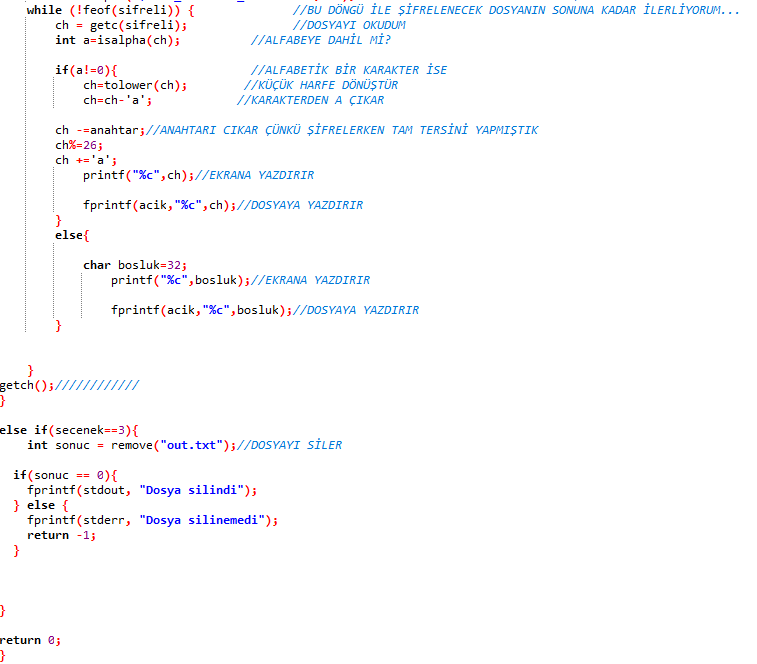 while (!feof(sifreli)) { //BU DÖNGÜ İLE ŞİFRELENECEK DOSYANIN SONUNA KADAR İLERLİYORUM...
ch = getc(sifreli); //DOSYAYI OKUDUM
int a=isalpha(ch); //ALFABEYE DAHİL Mİ?
if(a!=0){ //ALFABETİK BİR KARAKTER İSE
ch=tolower(ch); //KÜÇÜK HARFE DÖNÜŞTÜR
ch=ch-'a'; //KARAKTERDEN A ÇIKAR
ch -=anahtar;//ANAHTARI CIKAR ÇÜNKÜ ŞİFRELERKEN TAM TERSİNİ YAPMIŞTIK
ch%=26;
ch +='a';
printf("%c",ch);//EKRANA YAZDIRIR
fprintf(acik,"%c",ch);//DOSYAYA YAZDIRIR
}
else{
char bosluk=32;
printf("%c",bosluk);//EKRANA YAZDIRIR
fprintf(acik,"%c",bosluk);//DOSYAYA YAZDIRIR
}
}
getch();////////////
}
else if(secenek==3){
int sonuc = remove("out.txt");//DOSYAYI SİLER
if(sonuc == 0){
fprintf(stdout, "Dosya silindi");
} else {
fprintf(stderr, "Dosya silinemedi");
return -1;
}
}
return 0;
}